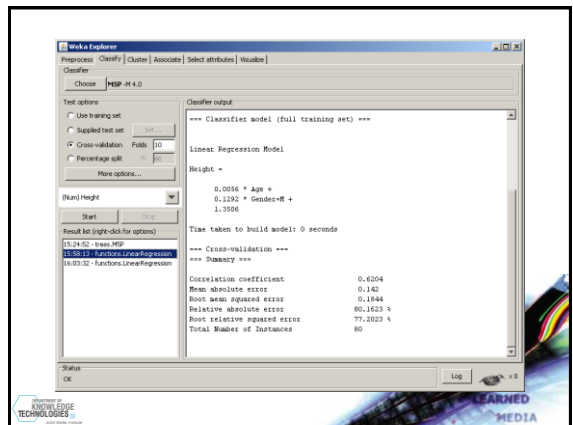 Weka Explorer
Preprocess Classify Cluster Associate Select attributes Visualize
Classifier
Choose M5P -M 4.0
Test options
Use training set
Supplied test set Set...
Cross-validation Folds 10
Percentage split % 66
More options...
(Num) Height
Start Stop
Result list (right-click for options)
15:24:52 - trees.M5P
15:58:13 - functions.LinearRegression
16:03:32 - functions.LinearRegression
Classifier output
=== Classifier model (full training set) ===
Linear Regression Model
Height =
0.0056 * Age +
0.1292 * Gender=M +
1.3506
Time taken to build model: 0 seconds
=== Cross-validation ===
=== Summary ===
Correlation coefficient 0.6204
Mean absolute error 0.142
Root mean squared error 0.1844
Relative absolute error 80.1623 %
Root relative squared error 77.2023 %
Total Number of Instances 80
Status
OK
Log x 0
DEPARTMENT OF
KNOWLEDGE
TECHNOLOGIES
Jožef Stefan Institute
LEARNED
MEDIA